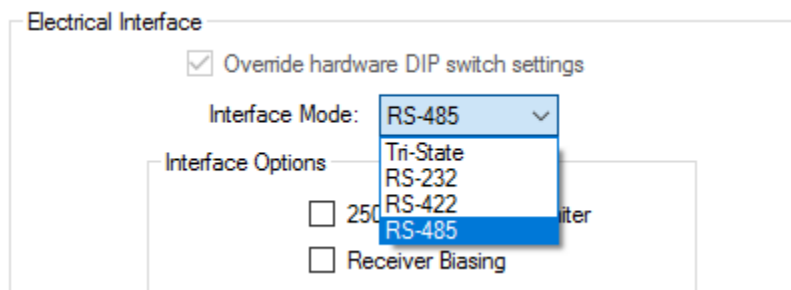 Electrical Interface
Override hardware DIP switch settings
Interface Mode: RS-485
Interface Options
Tri-State
RS-232
RS-422
RS-485
Receiver Biasing